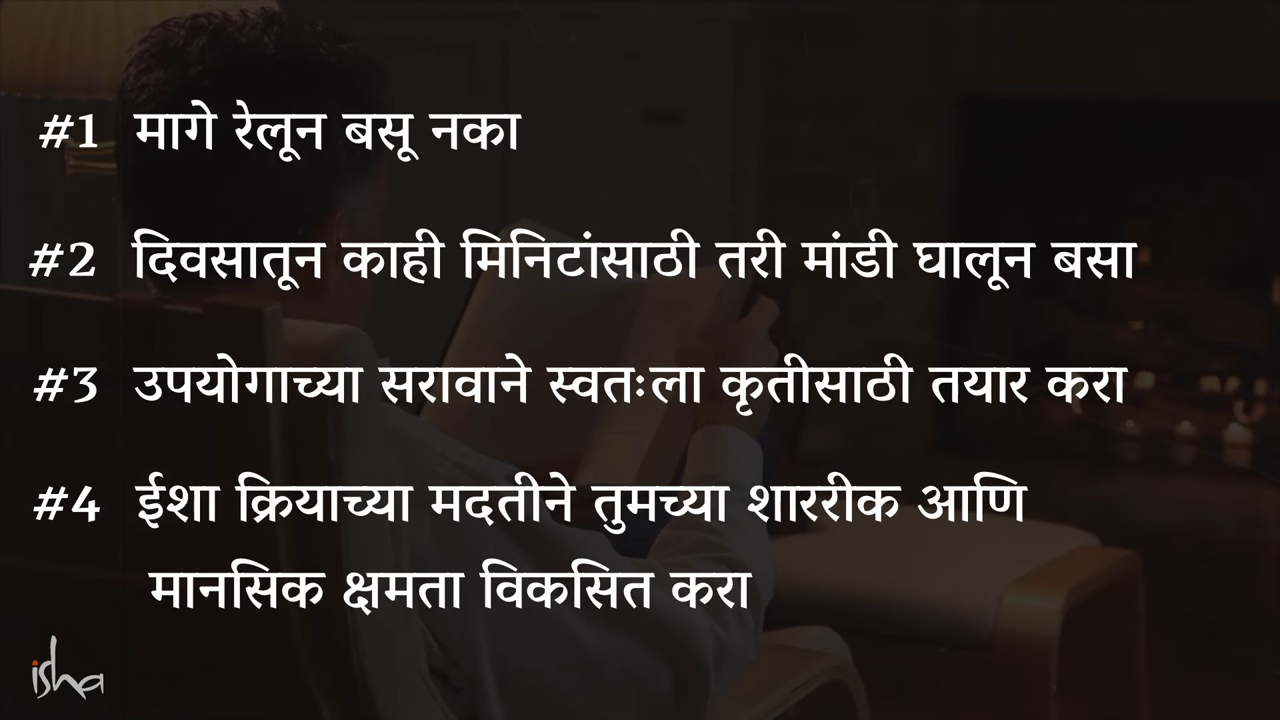 #1 मागे रेलून बसू नका
#2 दिवसातून काही मिनिटांसाठी तरी मांडी घालून बसा
#3 उपयोगाच्या सरावाने स्वतःला कृतीसाठी तयार करा
#4 ईशा क्रियाच्या मदतीने तुमच्या शाररीक आणि
मानसिक क्षमता विकसित करा
isha